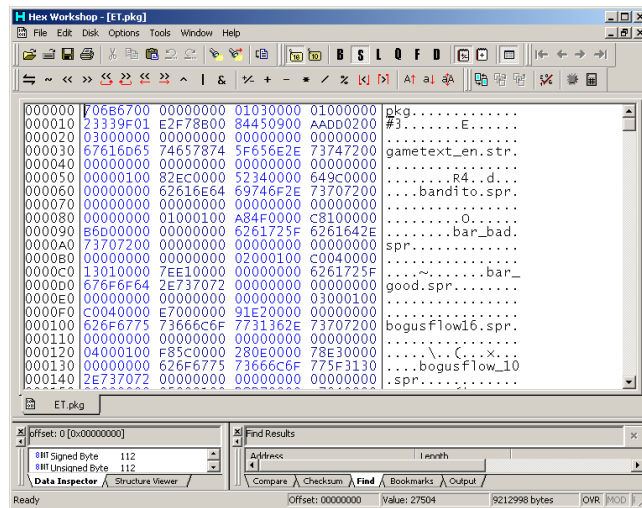 Hex Workshop - [ET.pkg]
File Edit Disk Options Tools Window Help
B S L Q F D
000000 706B6700 00000000 01030000 01000000 pkg.............
000010 23339F01 E2F78B00 84450900 AADD0200 #3.......E......
000020 03000000 00000000 00000000 00000000 ................
000030 67616D65 74657874 5F656E2E 73747200 gametext_en.str.
000040 00000000 00000000 00000000 00000000 ................
000050 00000100 82EC0000 52340000 649C0000 ........R4..d...
000060 00000000 62616E64 69746F2E 73707200 ....bandito.spr.
000070 00000000 00000000 00000000 00000000 ................
000080 00000000 01000100 A84F0000 C8100000 .........O......
000090 B6D00000 00000000 6261725F 6261642E ........bar_bad.
0000A0 73707200 00000000 00000000 00000000 spr.............
0000B0 00000000 00000000 02000100 C0040000 ................
0000C0 13010000 7EE10000 00000000 6261725F ....~.......bar_
0000D0 676F6F64 2E737072 00000000 00000000 good.spr........
0000E0 00000000 00000000 00000000 03000100 ................
0000F0 C0040000 E7000000 91E20000 00000000 ................
000100 626F6775 73666C6F 7731362E 73707200 bogusflow16.spr.
000110 00000000 00000000 00000000 00000000 ................
000120 04000100 F85C0000 280E0000 78E30000 .....\..(...x...
000130 00000000 626F6775 73666C6F 775F3130 ....bogusflow_10
000140 2E737072 00000000 00000000 00000000 .spr............
ET.pkg
offset: 0 [0x00000000]
8BIT Signed Byte 112
8BIT Unsigned Byte 112
Data Inspector Structure Viewer
Find Results
Address Length
Compare Checksum Find Bookmarks Output
Ready Offset: 00000000 Value: 27504 9212998 bytes OVR MOD